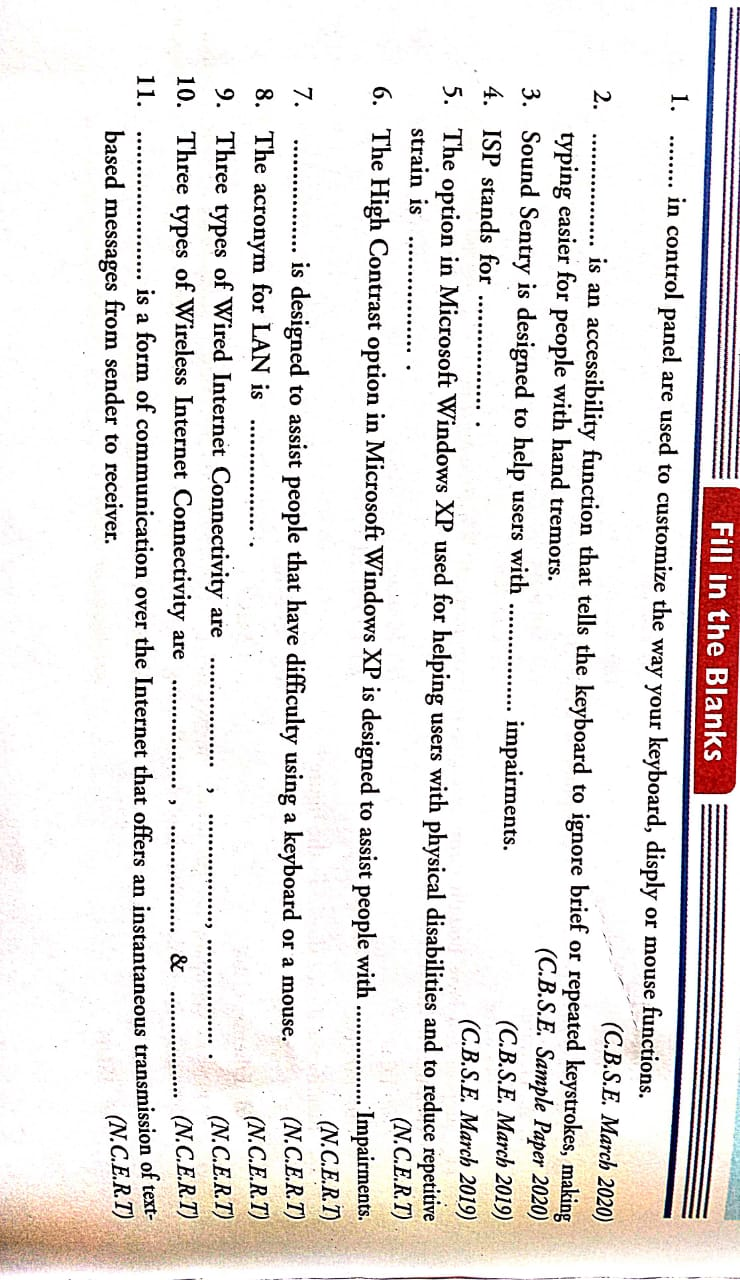 Fill in the Blanks
1. ........ in control panel are used to customize the way your keyboard, disply or mouse functions.
(C.B.S.E. March 2020)
2. .................. is an accessibility function that tells the keyboard to ignore brief or repeated keystrokes, making
typing easier for people with hand tremors. (C.B.S.E. Sample Paper 2020)
3. Sound Sentry is designed to help users with .................. impairments. (C.B.S.E. March 2019)
4. ISP stands for .................. . (C.B.S.E. March 2019)
5. The option in Microsoft Windows XP used for helping users with physical disabilities and to reduce repetitive
strain is .................. . (N.C.E.R.T)
6. The High Contrast option in Microsoft Windows XP is designed to assist people with .................. Impairments.
(N.C.E.R.T)
7. .................. is designed to assist people that have difficulty using a keyboard or a mouse. (N.C.E.R.T)
8. The acronym for LAN is .................. . (N.C.E.R.T)
9. Three types of Wired Internet Connectivity are .................. , .................., .................. . (N.C.E.R.T)
10. Three types of Wireless Internet Connectivity are .................. , .................. & .................. (N.C.E.R.T)
11. ........................ is a form of communication over the Internet that offers an instantaneous transmission of text-
based messages from sender to receiver. (N.C.E.R.T)